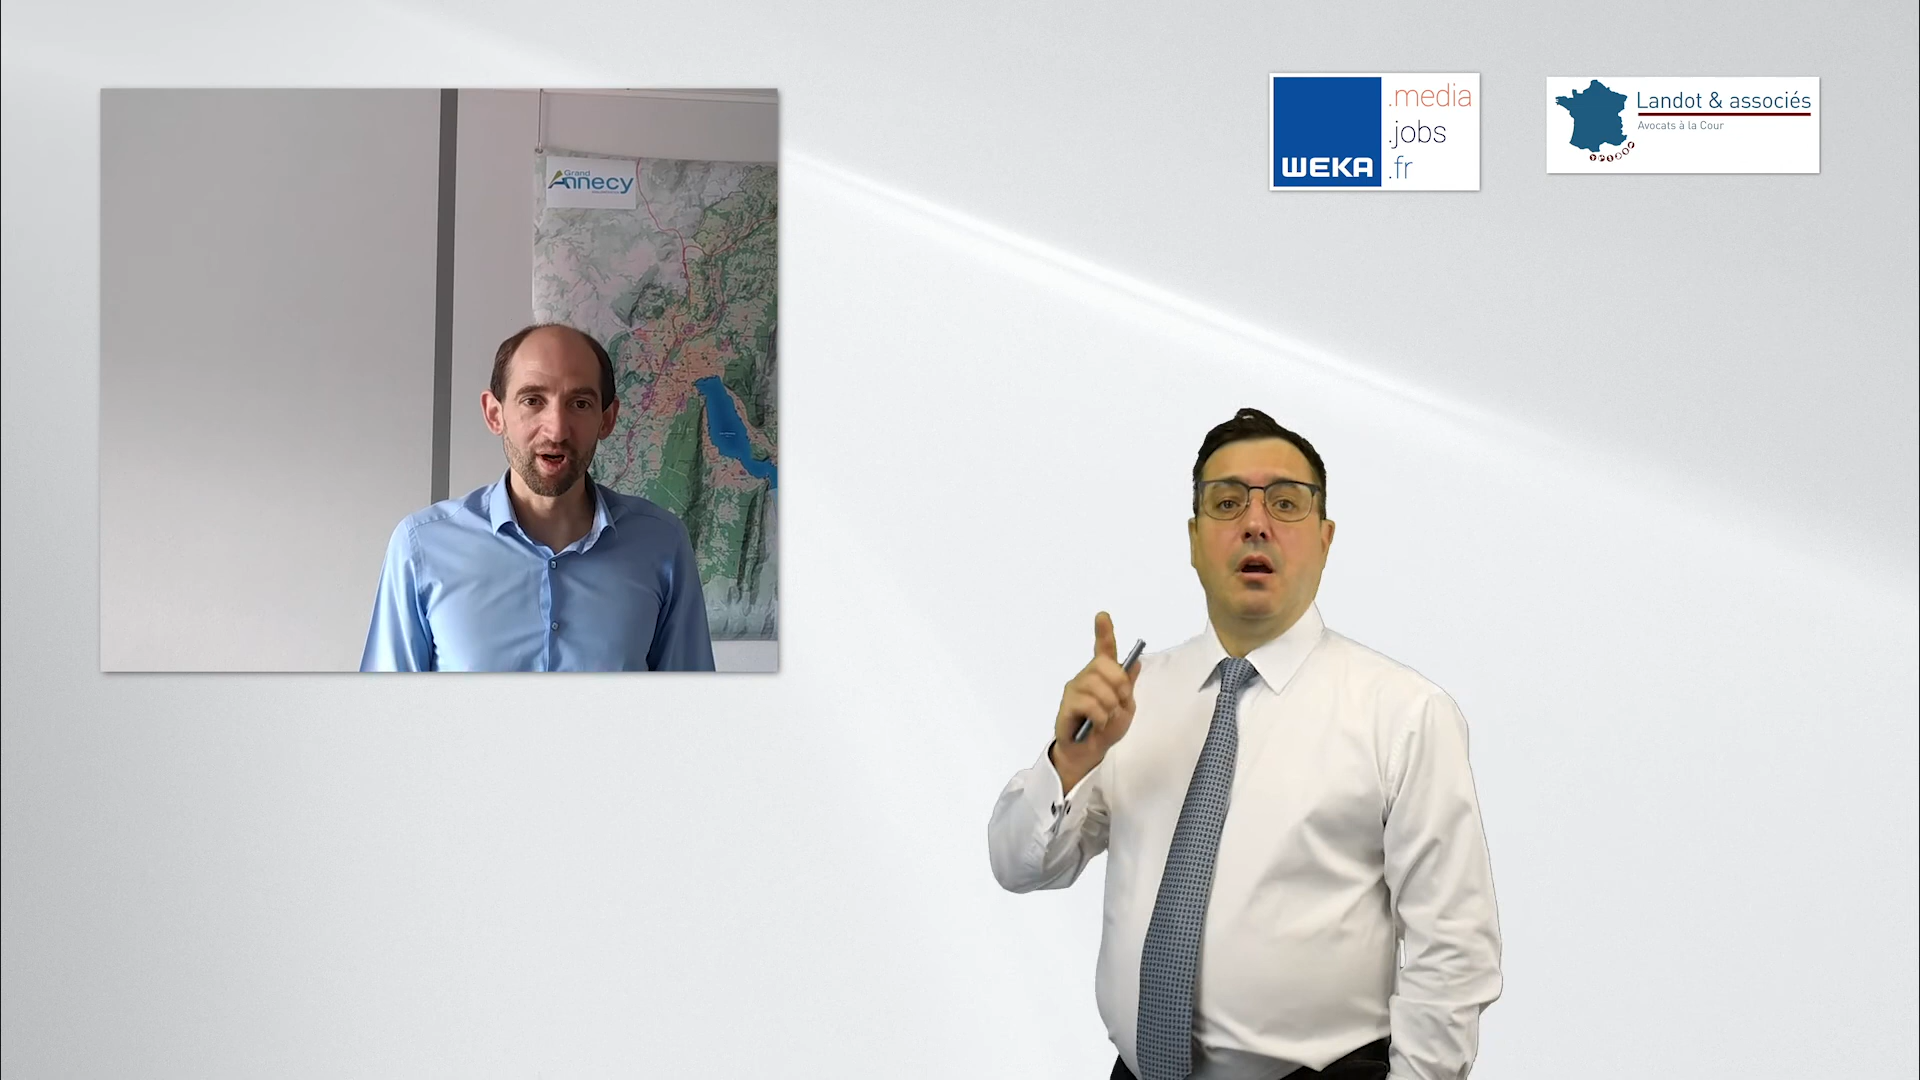 Grand
Annecy
WEKA
.media
.jobs
.fr
Landot & associés
Avocats à la Cour